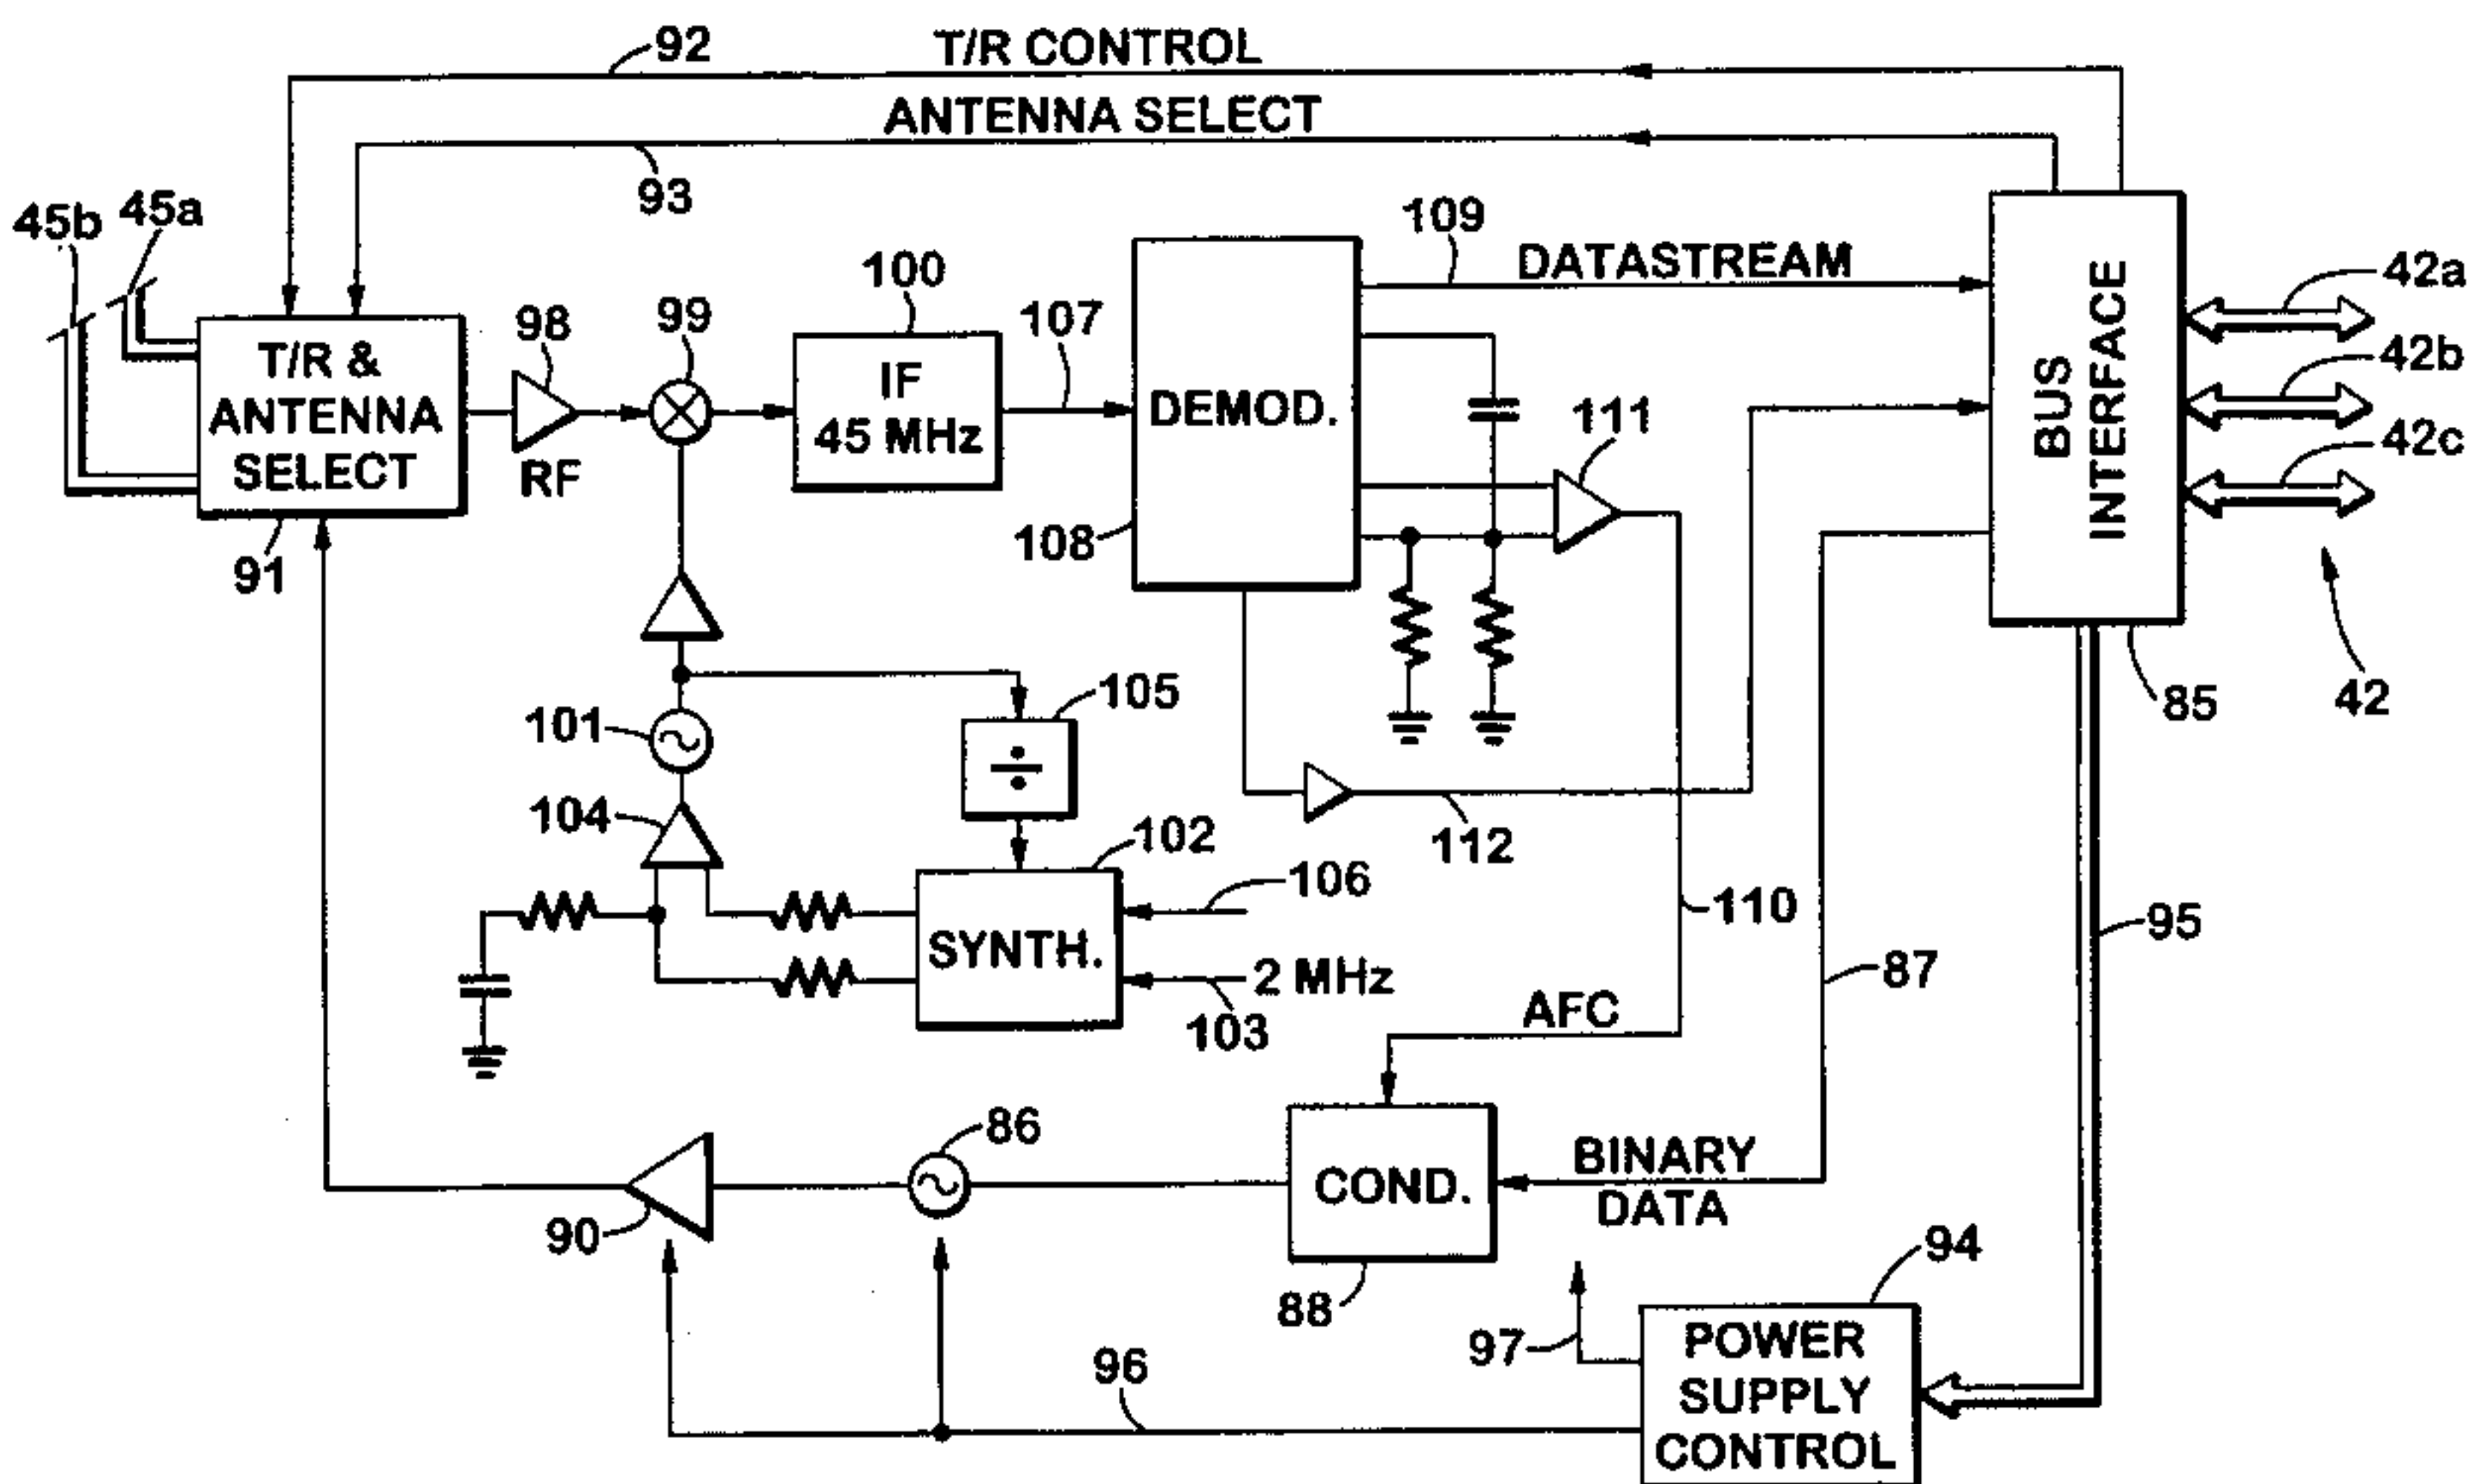 92
T/R CONTROL
ANTENNA SELECT
93
45b
45a
109
DATASTREAM
42a
100
98
99
107
BUS
INTERFACE
T/R &
ANTENNA
SELECT
IF
45 MHz
DEMOD.
42b
111
42c
RF
91
108
105
85
42
101
104
112
102
106
110
95
SYNTH.
2 MHz
87
103
AFC
86
BINARY
DATA
COND.
90
94
88
97
POWER
SUPPLY
CONTROL
96